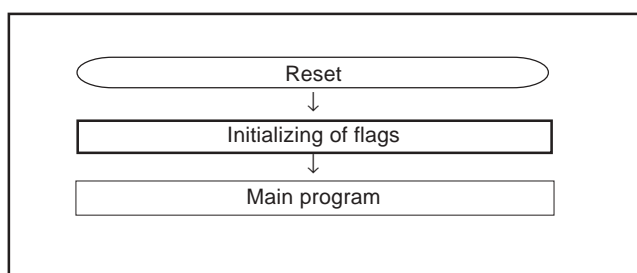 Reset
↓
Initializing of flags
↓
Main program